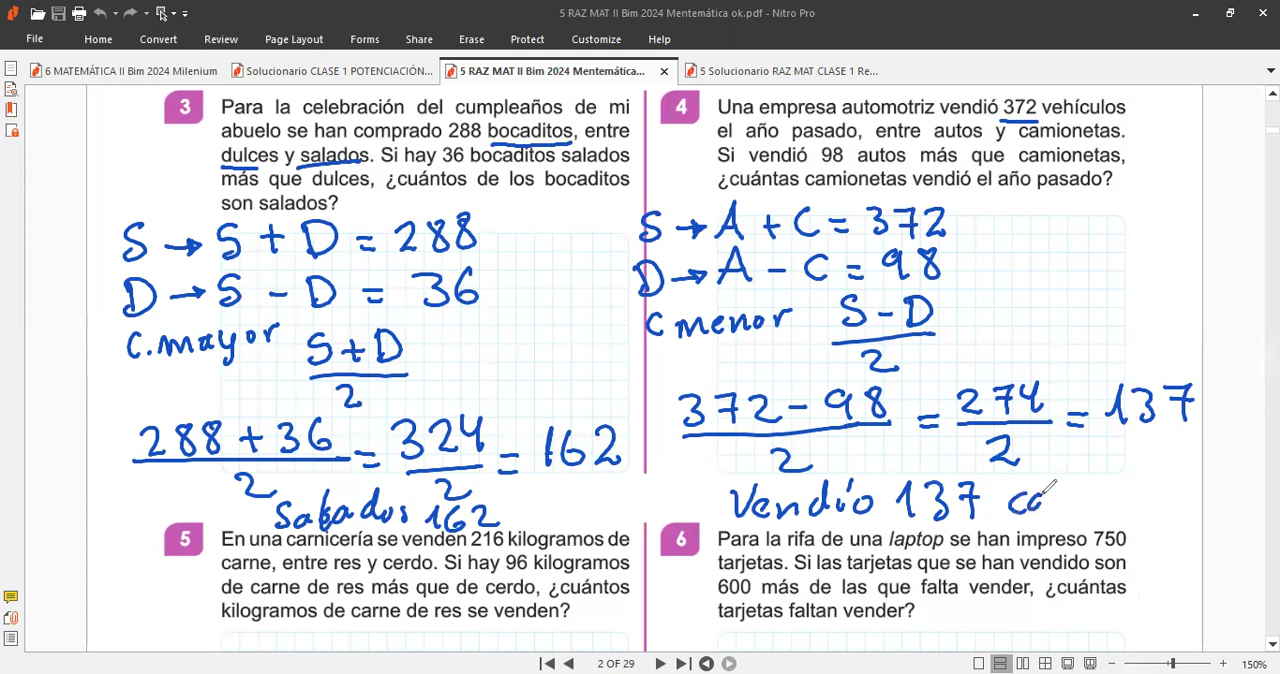 5 RAZ MAT II Bim 2024 Mentemática ok.pdf - Nitro Pro
File Home Convert Review Page Layout Forms Share Erase Protect Customize Help
6 MATEMÁTICA II Bim 2024 Milenium
Solucionario CLASE 1 POTENCIACIÓN...
5 RAZ MAT II Bim 2024 Mentemática...
5 Solucionario RAZ MAT CLASE 1 Re...
3
Para la celebración del cumpleaños de mi
abuelo se han comprado 288 bocaditos, entre
dulces y salados. Si hay 36 bocaditos salados
más que dulces, ¿cuántos de los bocaditos
son salados?
S → S + D = 288
D → S - D = 36
C. mayor S + D
2
288 + 36 = 324 = 162
2 2
Salados 162
4
Una empresa automotriz vendió 372 vehículos
el año pasado, entre autos y camionetas.
Si vendió 98 autos más que camionetas,
¿cuántas camionetas vendió el año pasado?
S → A + C = 372
D → A - C = 98
C menor S - D
2
372 - 98 = 274 = 137
2 2
Vendio 137 ca
5
En una carnicería se venden 216 kilogramos de
carne, entre res y cerdo. Si hay 96 kilogramos
de carne de res más que de cerdo, ¿cuántos
kilogramos de carne de res se venden?
6
Para la rifa de una laptop se han impreso 750
tarjetas. Si las tarjetas que se han vendido son
600 más de las que falta vender, ¿cuántas
tarjetas faltan vender?
2 OF 29
150%